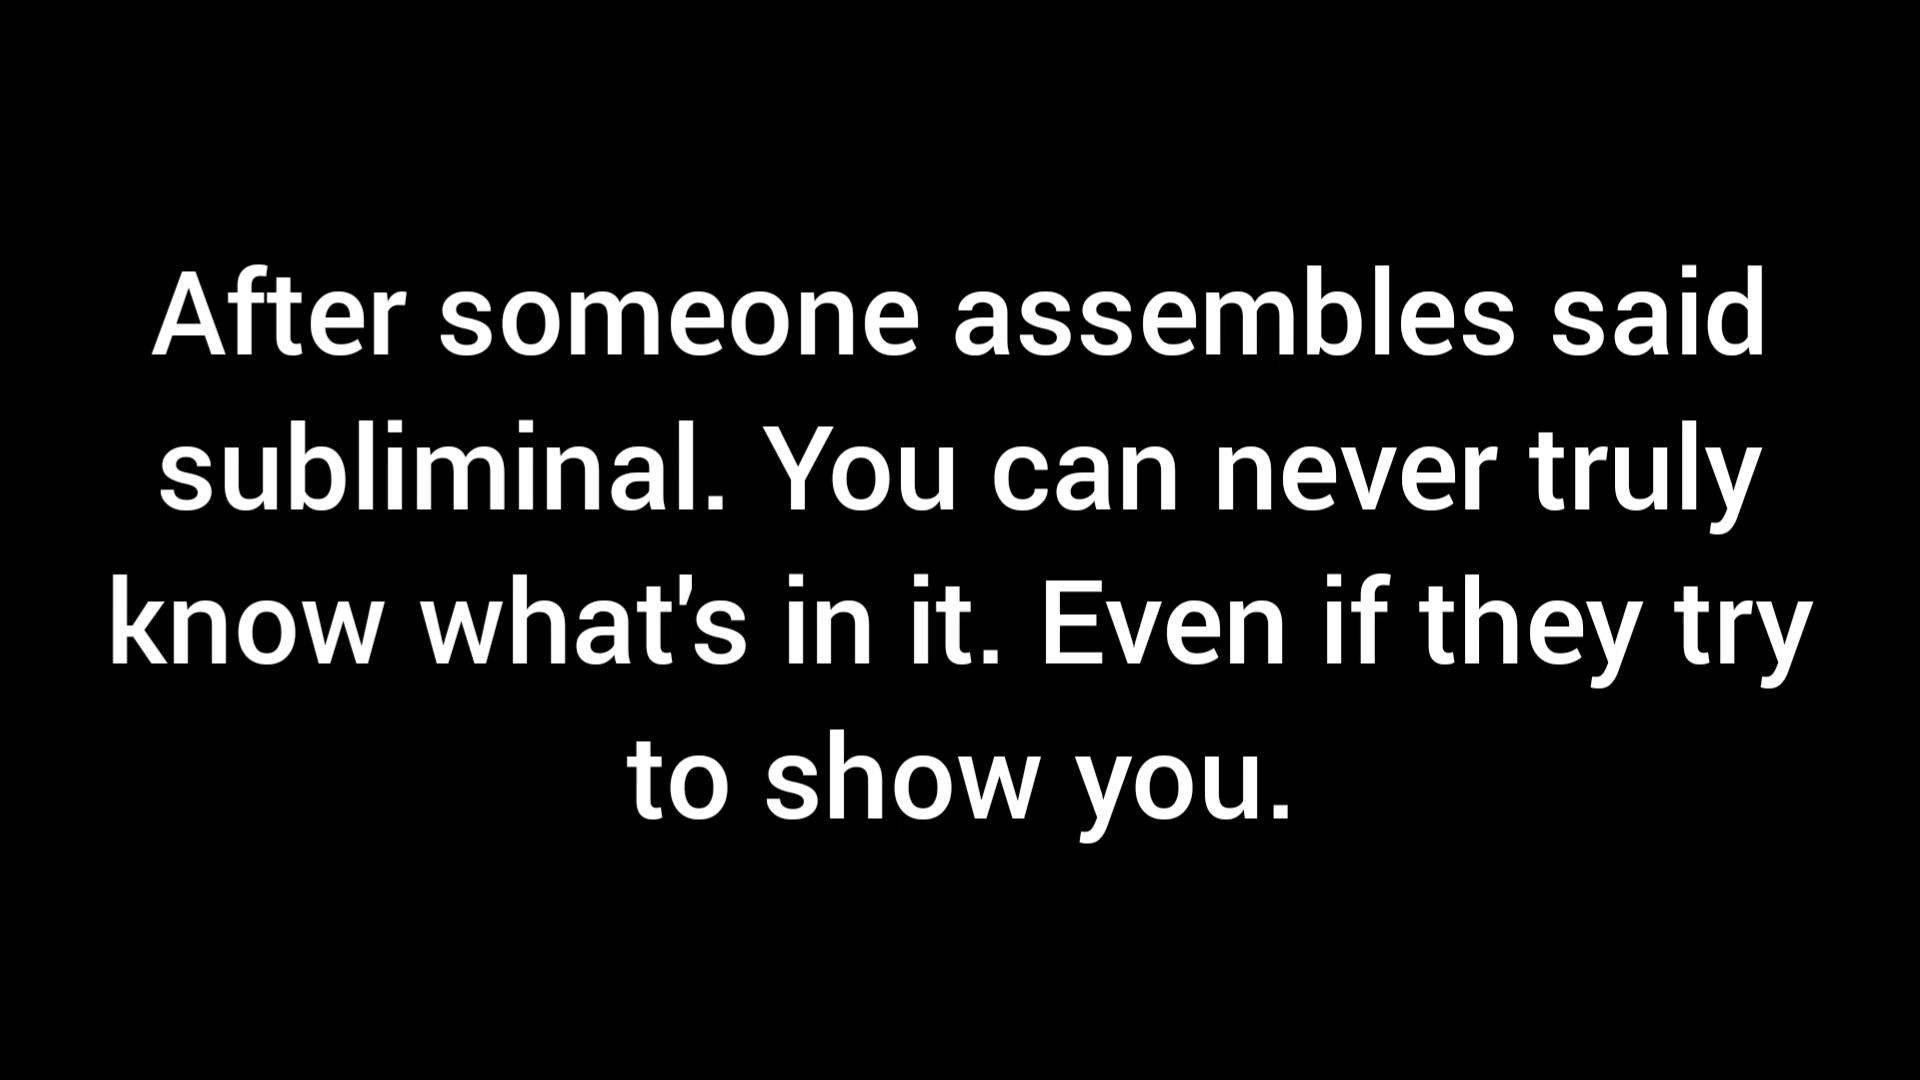 After someone assembles said
subliminal. You can never truly
know what's in it. Even if they try
to show you.